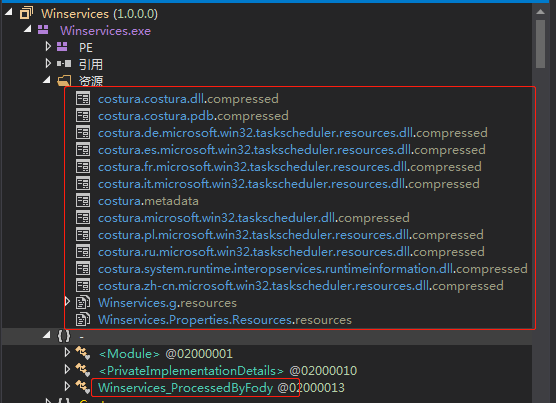 Winservices (1.0.0.0)
Winservices.exe
PE
引用
资源
costura.costura.dll.compressed
costura.costura.pdb.compressed
costura.de.microsoft.win32.taskscheduler.resources.dll.compressed
costura.es.microsoft.win32.taskscheduler.resources.dll.compressed
costura.fr.microsoft.win32.taskscheduler.resources.dll.compressed
costura.it.microsoft.win32.taskscheduler.resources.dll.compressed
costura.metadata
costura.microsoft.win32.taskscheduler.dll.compressed
costura.pl.microsoft.win32.taskscheduler.resources.dll.compressed
costura.ru.microsoft.win32.taskscheduler.resources.dll.compressed
costura.system.runtime.interopservices.runtimeinformation.dll.compressed
costura.zh-cn.microsoft.win32.taskscheduler.resources.dll.compressed
Winservices.g.resources
Winservices.Properties.Resources.resources
{ } -
<Module> @02000001
<PrivateImplementationDetails> @02000010
Winservices_ProcessedByFody @02000013